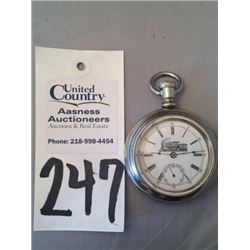 United
Country
Aasness
Auctioneers
Auctions & Real Estate
Phone: 218-998-4454
247